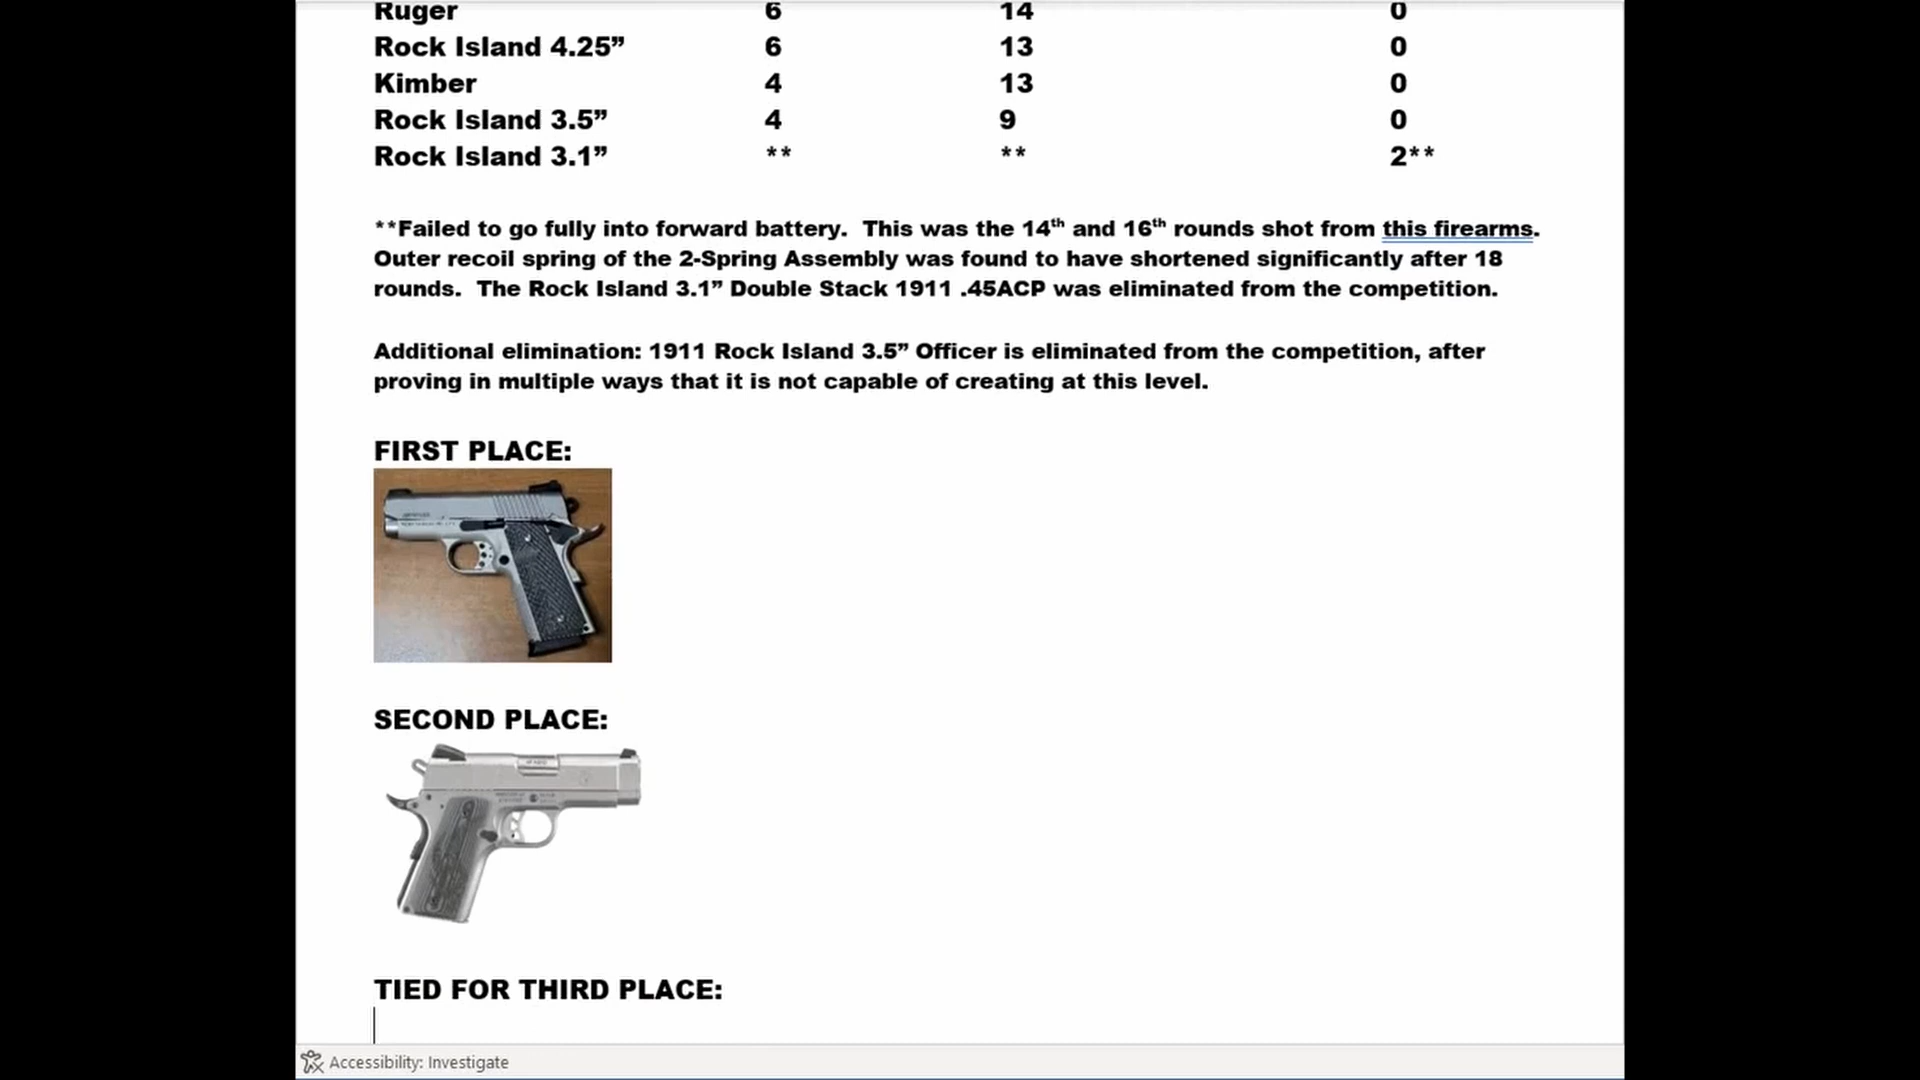 Ruger 6 14 0
Rock Island 4.25” 6 13 0
Kimber 4 13 0
Rock Island 3.5” 4 9 0
Rock Island 3.1” ** ** 2**
**Failed to go fully into forward battery.  This was the 14th and 16th rounds shot from this firearms.
Outer recoil spring of the 2-Spring Assembly was found to have shortened significantly after 18
rounds.  The Rock Island 3.1” Double Stack 1911 .45ACP was eliminated from the competition.
Additional elimination: 1911 Rock Island 3.5” Officer is eliminated from the competition, after
proving in multiple ways that it is not capable of creating at this level.
FIRST PLACE:
SECOND PLACE:
TIED FOR THIRD PLACE:
Accessibility: Investigate